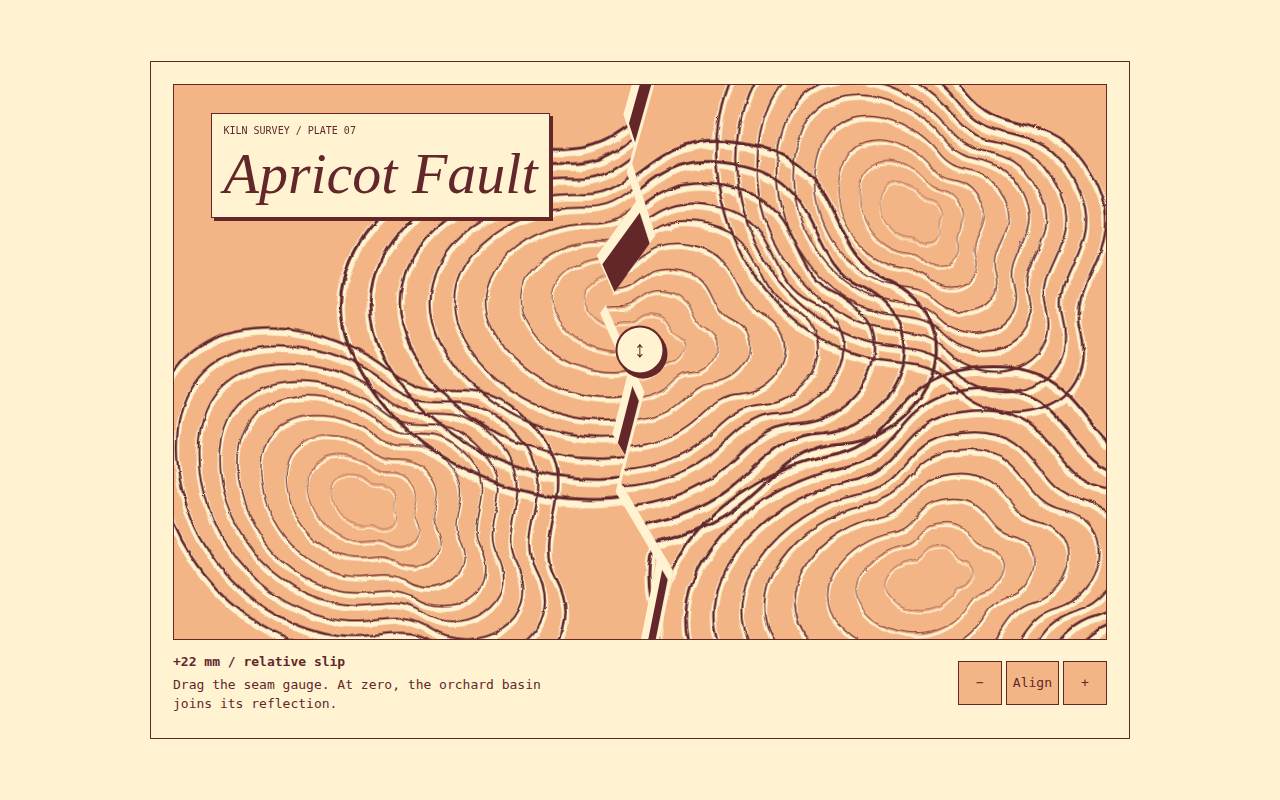 KILN SURVEY / PLATE 07
Apricot Fault
↕
+22 mm / relative slip
Drag the seam gauge. At zero, the orchard basin
joins its reflection.
− Align +